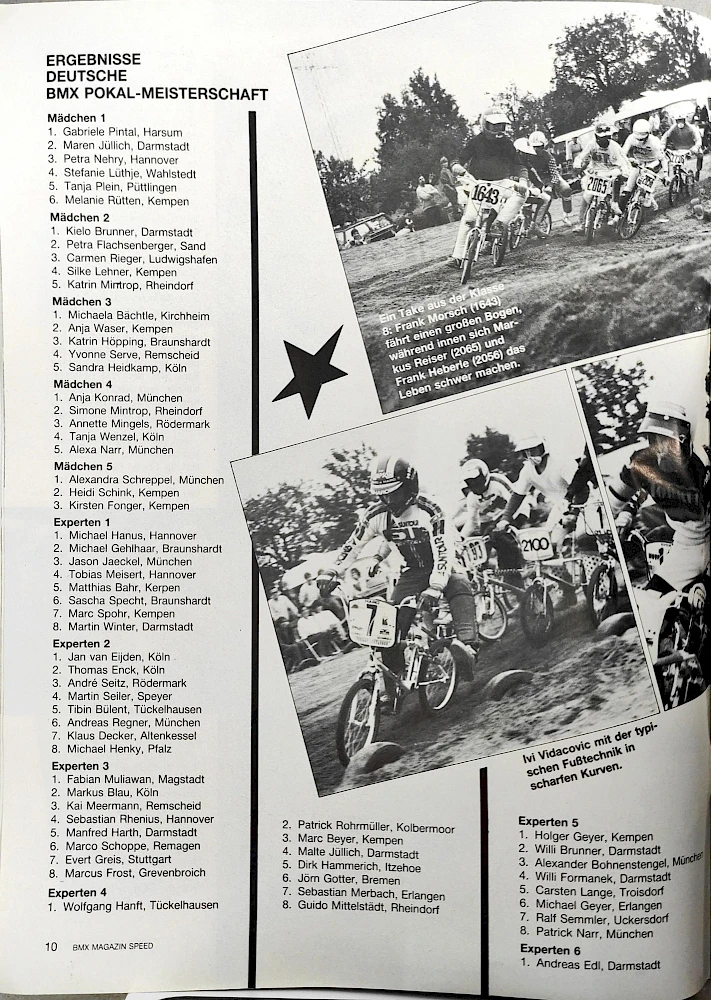 ERGEBNISSE
DEUTSCHE
BMX POKAL-MEISTERSCHAFT
Mädchen 1
1. Gabriele Pintal, Harsum
2. Maren Jüllich, Darmstadt
3. Petra Nehry, Hannover
4. Stefanie Lüthje, Wahlstedt
5. Tanja Plein, Püttlingen
6. Melanie Rütten, Kempen
Mädchen 2
1. Kielo Brunner, Darmstadt
2. Petra Flachsenberger, Sand
3. Carmen Rieger, Ludwigshafen
4. Silke Lehner, Kempen
5. Katrin Mintrop, Rheindorf
Mädchen 3
1. Michaela Bächtle, Kirchheim
2. Anja Waser, Kempen
3. Katrin Höpping, Braunshardt
4. Yvonne Serve, Remscheid
5. Sandra Heidkamp, Köln
Mädchen 4
1. Anja Konrad, München
2. Simone Mintrop, Rheindorf
3. Annette Mingels, Rödermark
4. Tanja Wenzel, Köln
5. Alexa Narr, München
Mädchen 5
1. Alexandra Schreppel, München
2. Heidi Schink, Kempen
3. Kirsten Fonger, Kempen
Experten 1
1. Michael Hanus, Hannover
2. Michael Gehlhaar, Braunshardt
3. Jason Jaeckel, München
4. Tobias Meisert, Hannover
5. Matthias Bahr, Kerpen
6. Sascha Specht, Braunshardt
7. Marc Spohr, Kempen
8. Martin Winter, Darmstadt
Experten 2
1. Jan van Eijden, Köln
2. Thomas Enck, Köln
3. André Seitz, Rödermark
4. Martin Seiler, Speyer
5. Tibin Bülent, Tückelhausen
6. Andreas Regner, München
7. Klaus Decker, Altenkessel
8. Michael Henky, Pfalz
Experten 3
1. Fabian Muliawan, Magstadt
2. Markus Blau, Köln
3. Kai Meermann, Remscheid
4. Sebastian Rhenius, Hannover
5. Manfred Harth, Darmstadt
6. Marco Schoppe, Remagen
7. Evert Greis, Stuttgart
8. Marcus Frost, Grevenbroich
Experten 4
1. Wolfgang Hanft, Tückelhausen
10 BMX MAGAZIN SPEED
1643
2065
2056
Ein Take aus der Klasse
8: Frank Morsch (1643)
fährt einen großen Bogen,
während innen sich Mar-
kus Reiser (2065) und
Frank Heberle (2056) das
Leben schwer machen.
SUNTOUR
7
2100
Ivi Vidacovic mit der typi-
schen Fußtechnik in
scharfen Kurven.
2. Patrick Rohrmüller, Kolbermoor
3. Marc Beyer, Kempen
4. Malte Jüllich, Darmstadt
5. Dirk Hammerich, Itzehoe
6. Jörn Gotter, Bremen
7. Sebastian Merbach, Erlangen
8. Guido Mittelstädt, Rheindorf
Experten 5
1. Holger Geyer, Kempen
2. Willi Brunner, Darmstadt
3. Alexander Bohnenstengel, München
4. Willi Formanek, Darmstadt
5. Carsten Lange, Troisdorf
6. Michael Geyer, Erlangen
7. Ralf Semmler, Uckersdorf
8. Patrick Narr, München
Experten 6
1. Andreas Edl, Darmstadt